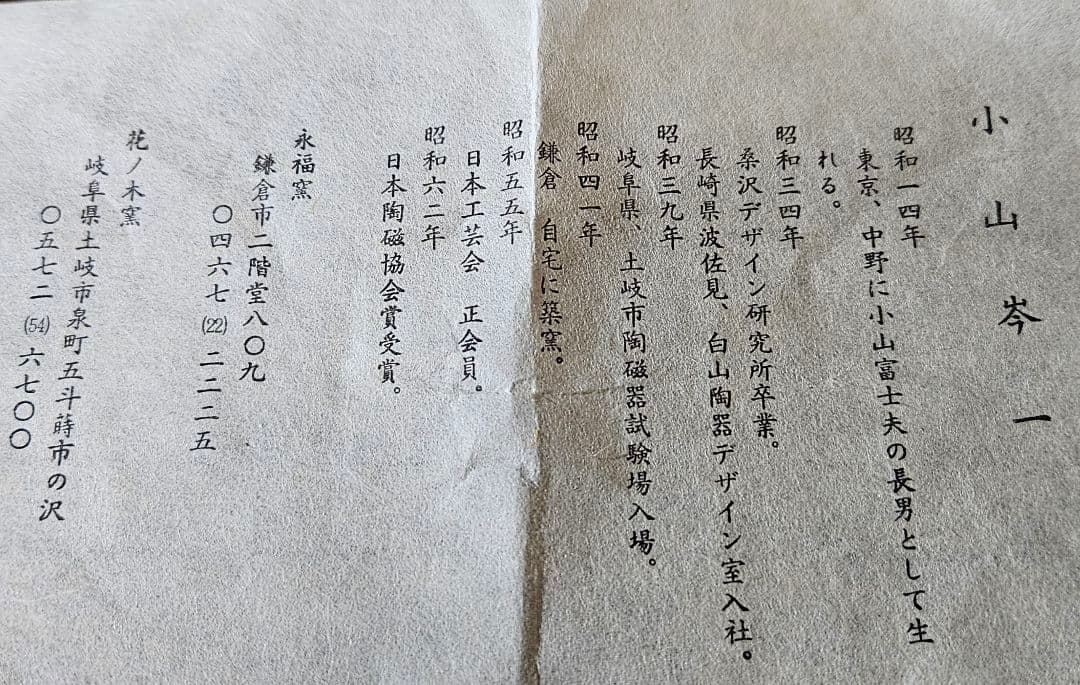 小山岑一
昭和一四年
東京、中野に小山富士夫の長男として生
れる。
昭和三四年
桑沢デザイン研究所卒業。
長崎県波佐見、白山陶器デザイン室入社。
昭和三九年
岐阜県、土岐市陶磁器試験場入場。
昭和四一年
鎌倉 自宅に築窯。
昭和五五年
日本工芸会 正会員。
昭和六二年
日本陶磁協会賞受賞。
永福窯
鎌倉市二階堂八〇九
〇四六七(22)二二二五
花ノ木窯
岐阜県土岐市泉町五斗蒔市の沢
〇五七二(54)六七〇〇